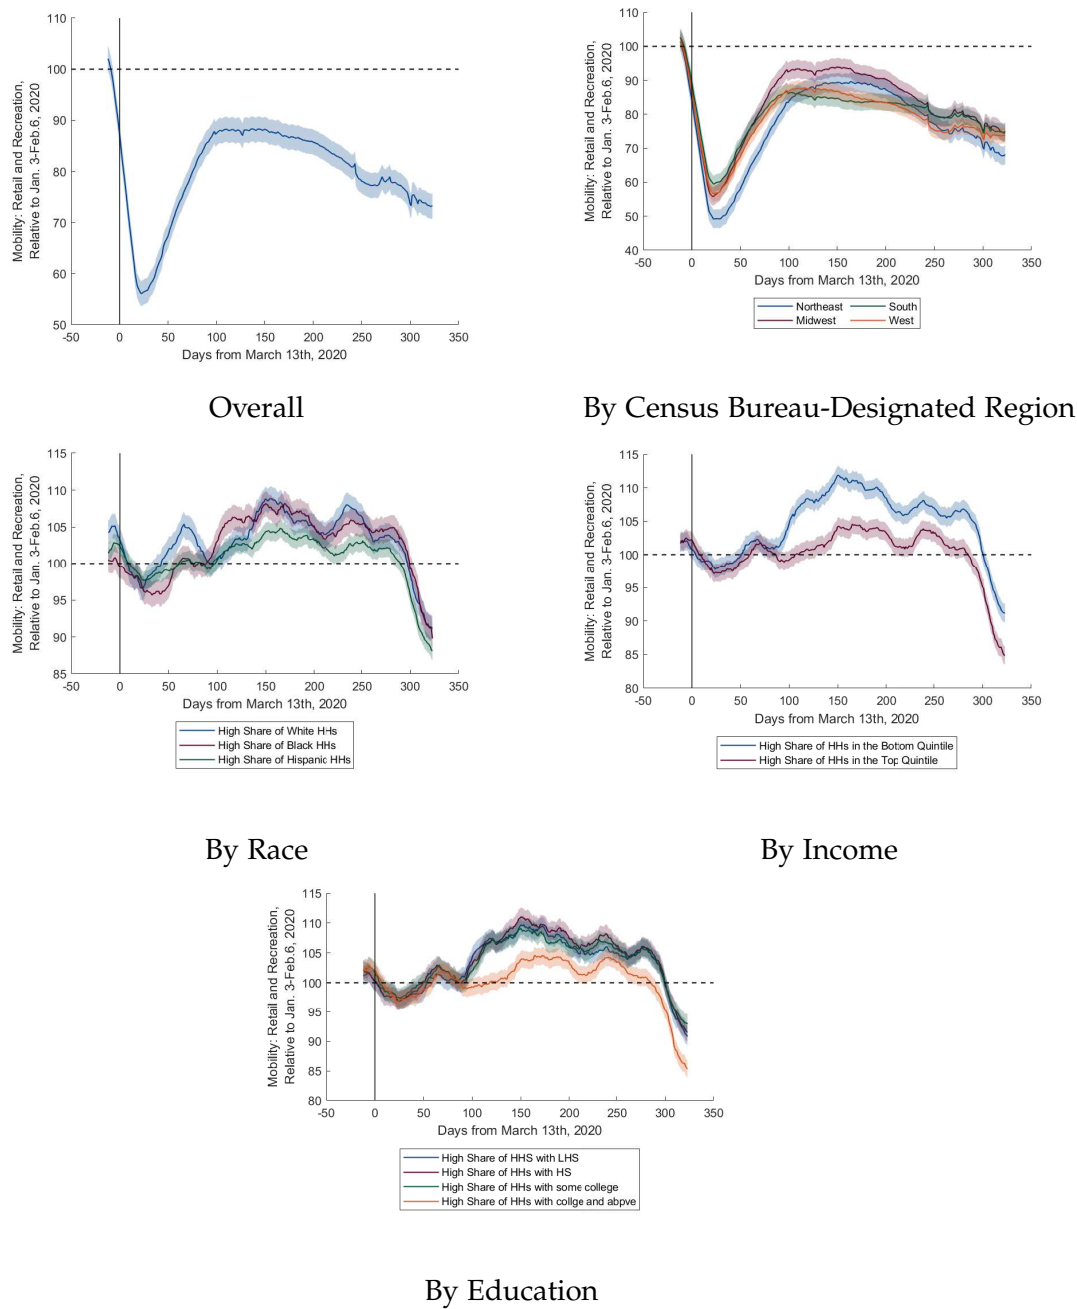 Mobility: Retail and Recreation,
Relative to Jan. 3-Feb.6, 2020
110
100
90
80
70
60
50
-50 0 50 100 150 200 250 300 350
Days from March 13th, 2020
Overall
Mobility: Retail and Recreation,
Relative to Jan. 3-Feb.6, 2020
110
100
90
80
70
60
50
40
-50 0 50 100 150 200 250 300 350
Days from March 13th, 2020
Northeast South
Midwest West
By Census Bureau-Designated Region
Mobility: Retail and Recreation,
Relative to Jan. 3-Feb.6, 2020
115
110
105
100
95
90
85
-50 0 50 100 150 200 250 300 350
Days from March 13th, 2020
High Share of White HHs
High Share of Black HHs
High Share of Hispanic HHs
By Race
Mobility: Retail and Recreation,
Relative to Jan. 3-Feb.6, 2020
115
110
105
100
95
90
85
80
-50 0 50 100 150 200 250 300 350
Days from March 13th, 2020
High Share of HHs in the Bottom Quintile
High Share of HHs in the Top Quintile
By Income
Mobility: Retail and Recreation,
Relative to Jan. 3-Feb.6, 2020
115
110
105
100
95
90
85
80
-50 0 50 100 150 200 250 300 350
Days from March 13th, 2020
High Share of HHS with LHS
High Share of HHs with HS
High Share of HHs with some college
High Share of HHs with collge and abpve
By Education